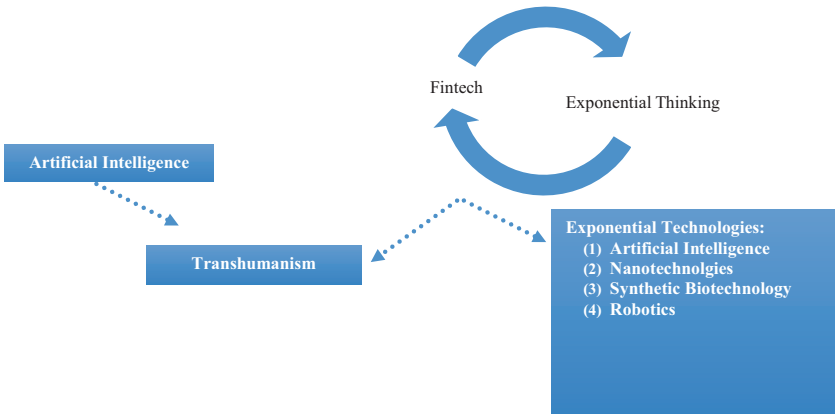 Fintech
Exponential Thinking
Artificial Intelligence
Transhumanism
Exponential Technologies:
(1) Artificial Intelligence
(2) Nanotechnolgies
(3) Synthetic Biotechnology
(4) Robotics